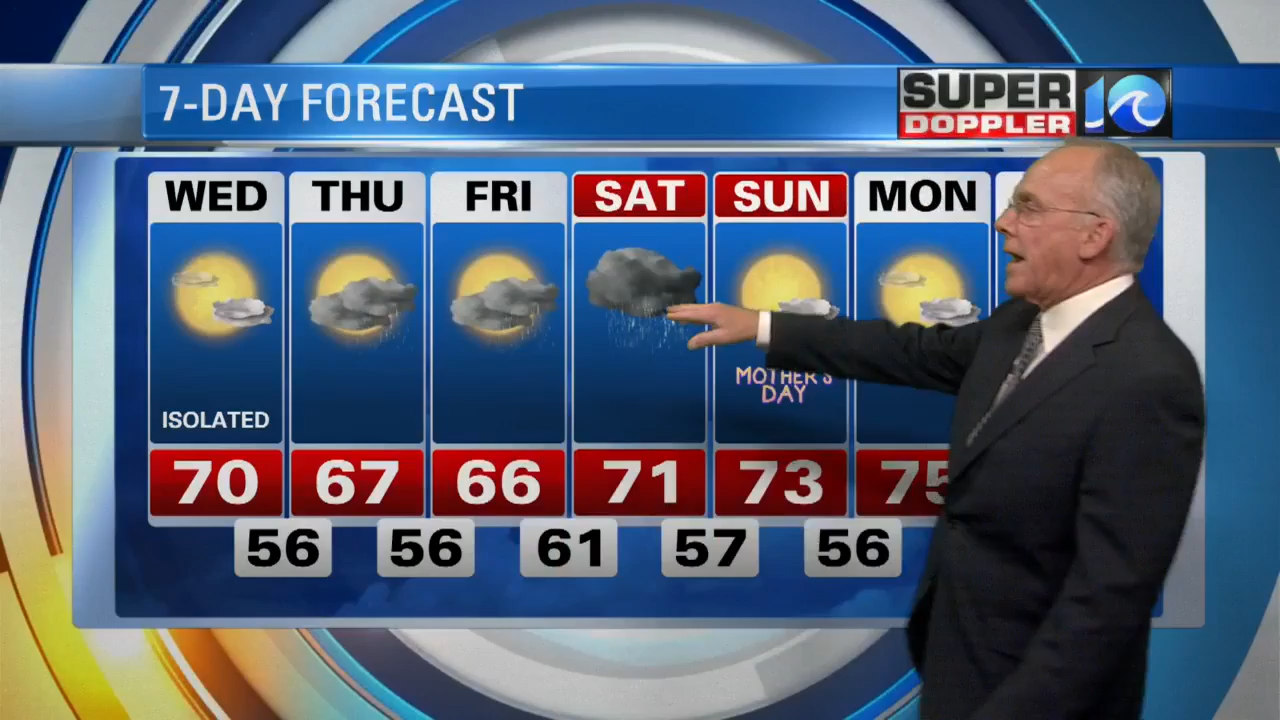 7-DAY FORECAST
SUPER
DOPPLER
10
WED THU FRI SAT SUN MON
MOTHER'S
DAY
ISOLATED
70 67 66 71 73 75
56 56 61 57 56